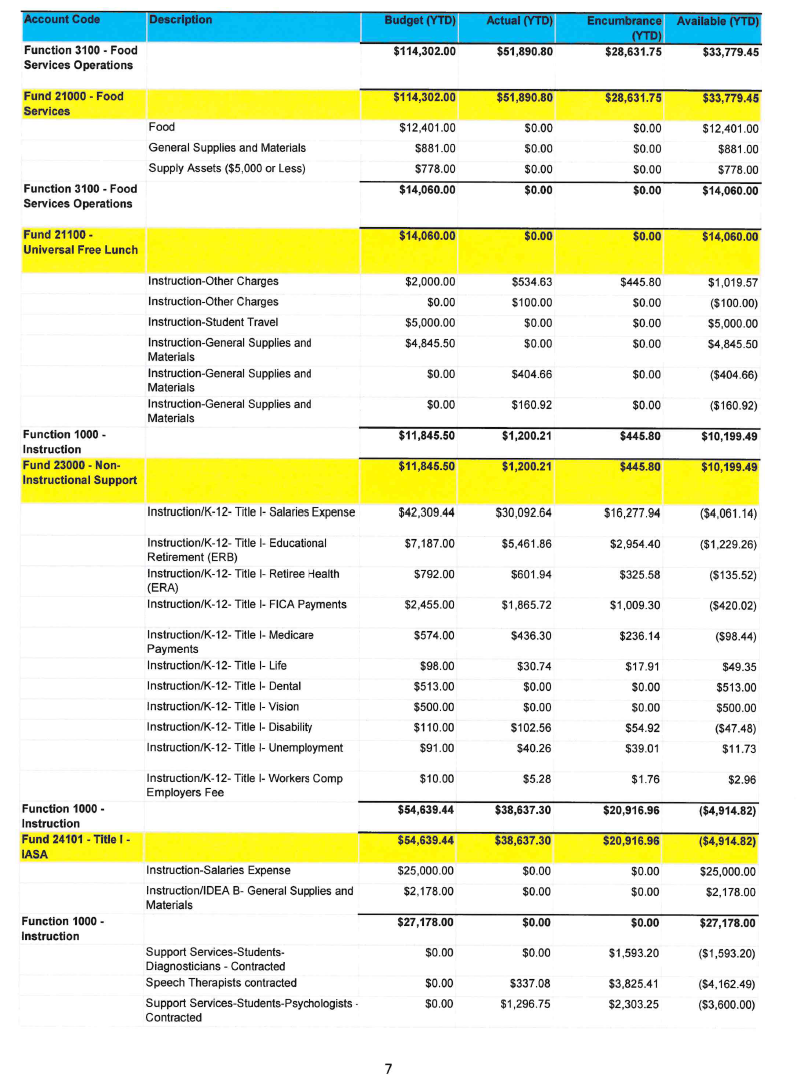 Account Code Description Budget (YTD) Actual (YTD) Encumbrance Available (YTD)
(YTD)
Function 3100 - Food $114,302.00 $51,890.80 $28,631.75 $33,779.45
Services Operations
Fund 21000 - Food $114,302.00 $51,890.80 $28,631.75 $33,779.45
Services
Food $12,401.00 $0.00 $0.00 $12,401.00
General Supplies and Materials $881.00 $0.00 $0.00 $881.00
Supply Assets ($5,000 or Less) $778.00 $0.00 $0.00 $778.00
Function 3100 - Food $14,060.00 $0.00 $0.00 $14,060.00
Services Operations
Fund 21100 - $14,060.00 $0.00 $0.00 $14,060.00
Universal Free Lunch
Instruction-Other Charges $2,000.00 $534.63 $445.80 $1,019.57
Instruction-Other Charges $0.00 $100.00 $0.00 ($100.00)
Instruction-Student Travel $5,000.00 $0.00 $0.00 $5,000.00
Instruction-General Supplies and $4,845.50 $0.00 $0.00 $4,845.50
Materials
Instruction-General Supplies and $0.00 $404.66 $0.00 ($404.66)
Materials
Instruction-General Supplies and $0.00 $160.92 $0.00 ($160.92)
Materials
Function 1000 - $11,845.50 $1,200.21 $445.80 $10,199.49
Instruction
Fund 23000 - Non- $11,845.50 $1,200.21 $445.80 $10,199.49
Instructional Support
Instruction/K-12- Title I- Salaries Expense $42,309.44 $30,092.64 $16,277.94 ($4,061.14)
Instruction/K-12- Title I- Educational $7,187.00 $5,461.86 $2,954.40 ($1,229.26)
Retirement (ERB)
Instruction/K-12- Title I- Retiree Health $792.00 $601.94 $325.58 ($135.52)
(ERA)
Instruction/K-12- Title I- FICA Payments $2,455.00 $1,865.72 $1,009.30 ($420.02)
Instruction/K-12- Title I- Medicare $574.00 $436.30 $236.14 ($98.44)
Payments
Instruction/K-12- Title I- Life $98.00 $30.74 $17.91 $49.35
Instruction/K-12- Title I- Dental $513.00 $0.00 $0.00 $513.00
Instruction/K-12- Title I- Vision $500.00 $0.00 $0.00 $500.00
Instruction/K-12- Title I- Disability $110.00 $102.56 $54.92 ($47.48)
Instruction/K-12- Title I- Unemployment $91.00 $40.26 $39.01 $11.73
Instruction/K-12- Title I- Workers Comp $10.00 $5.28 $1.76 $2.96
Employers Fee
Function 1000 - $54,639.44 $38,637.30 $20,916.96 ($4,914.82)
Instruction
Fund 24101 - Title I - $54,639.44 $38,637.30 $20,916.96 ($4,914.82)
IASA
Instruction-Salaries Expense $25,000.00 $0.00 $0.00 $25,000.00
Instruction/IDEA B- General Supplies and $2,178.00 $0.00 $0.00 $2,178.00
Materials
Function 1000 - $27,178.00 $0.00 $0.00 $27,178.00
Instruction
Support Services-Students- $0.00 $0.00 $1,593.20 ($1,593.20)
Diagnosticians - Contracted
Speech Therapists contracted $0.00 $337.08 $3,825.41 ($4,162.49)
Support Services-Students-Psychologists - $0.00 $1,296.75 $2,303.25 ($3,600.00)
Contracted
7